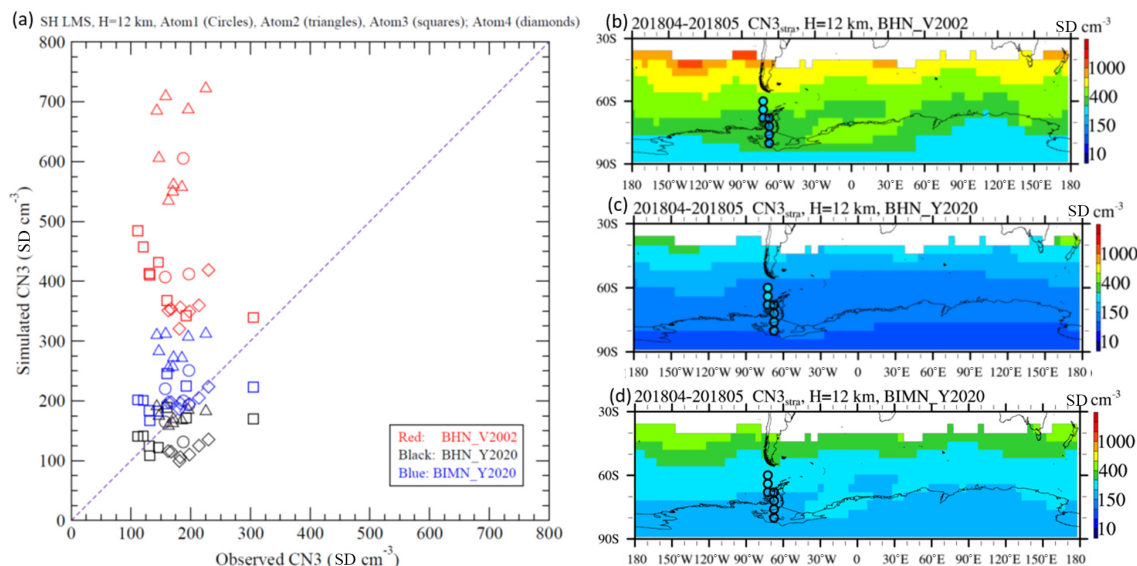 (a) SH LMS, H=12 km, Atom1 (Circles), Atom2 (triangles), Atom3 (squares); Atom4 (diamonds)
800
700
600
500
400
300
200
100
0
Simulated CN3 (SD cm⁻³)
0 100 200 300 400 500 600 700 800
Observed CN3 (SD cm⁻³)
Red: BHN_V2002
Black: BHN_Y2020
Blue: BIMN_Y2020
(b) 201804-201805 CN3stra, H=12 km, BHN_V2002 SD cm⁻³
30S
60S
90S
180 150°W 120°W 90°W 60°W 30°W 0 30°E 60°E 90°E 120°E 150°E 180
1000
400
150
10
(c) 201804-201805 CN3stra, H=12 km, BHN_Y2020 SD cm⁻³
30S
60S
90S
180 150°W 120°W 90°W 60°W 30°W 0 30°E 60°E 90°E 120°E 150°E 180
1000
400
150
10
(d) 201804-201805 CN3stra, H=12 km, BIMN_Y2020 SD cm⁻³
30S
60S
90S
180 150°W 120°W 90°W 60°W 30°W 0 30°E 60°E 90°E 120°E 150°E 180
1000
400
150
10